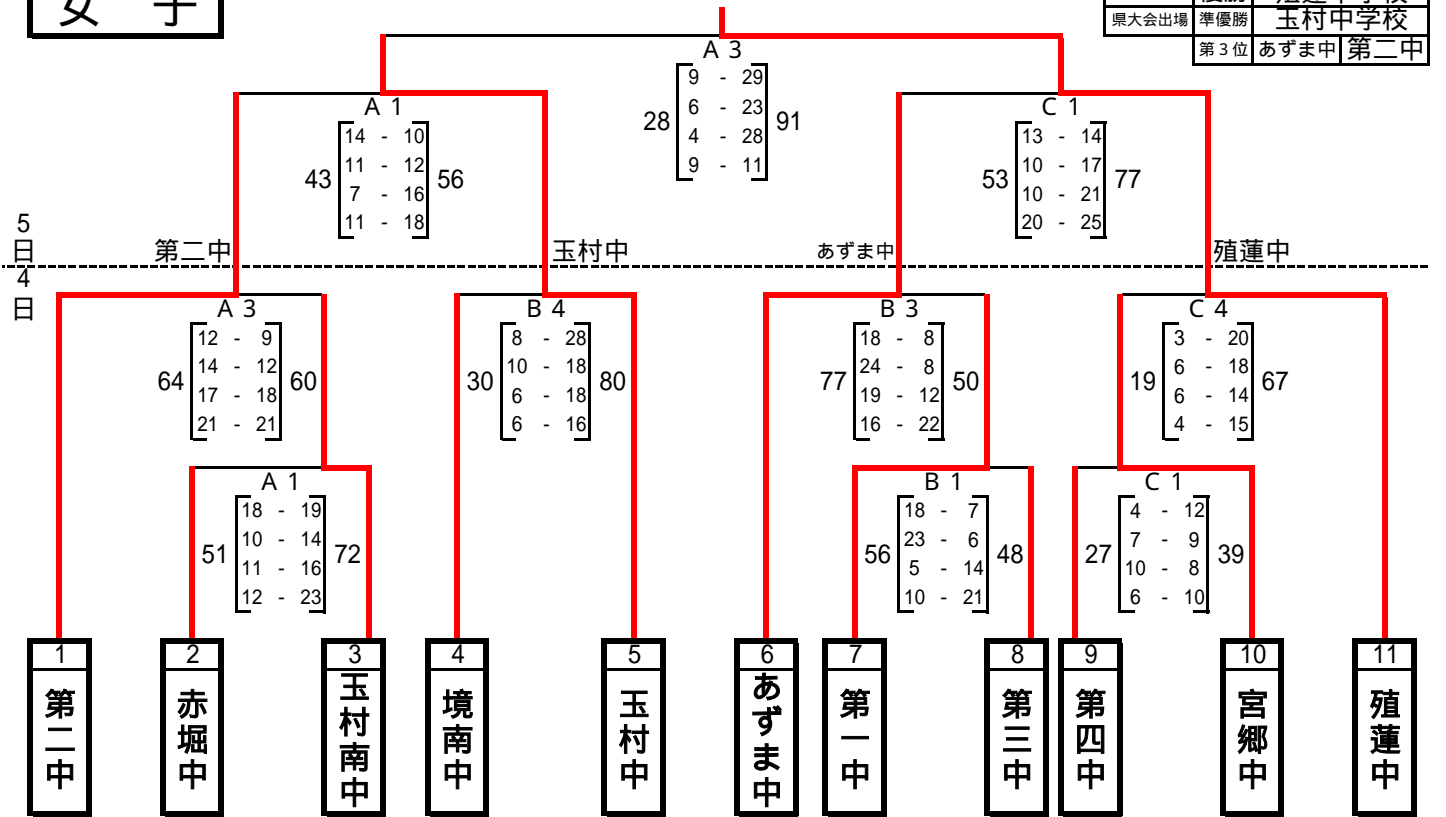 女 子
優勝 殖蓮中学校
県大会出場 準優勝 玉村中学校
第3位 あずま中 第二中
A 3
28 91
9 - 29
6 - 23
4 - 28
9 - 11
A 1
43 56
14 - 10
11 - 12
7 - 16
11 - 18
C 1
53 77
13 - 14
10 - 17
10 - 21
20 - 25
5日
第二中 玉村中 あずま中 殖蓮中
4日
A 3
64 60
12 - 9
14 - 12
17 - 18
21 - 21
B 4
30 80
8 - 28
10 - 18
6 - 18
6 - 16
B 3
77 50
18 - 8
24 - 8
19 - 12
16 - 22
C 4
19 67
3 - 20
6 - 18
6 - 14
4 - 15
A 1
51 72
18 - 19
10 - 14
11 - 16
12 - 23
B 1
56 48
18 - 7
23 - 6
5 - 14
10 - 21
C 1
27 39
4 - 12
7 - 9
10 - 8
6 - 10
1 第二中
2 赤堀中
3 玉村南中
4 境南中
5 玉村中
6 あずま中
7 第一中
8 第三中
9 第四中
10 宮郷中
11 殖蓮中